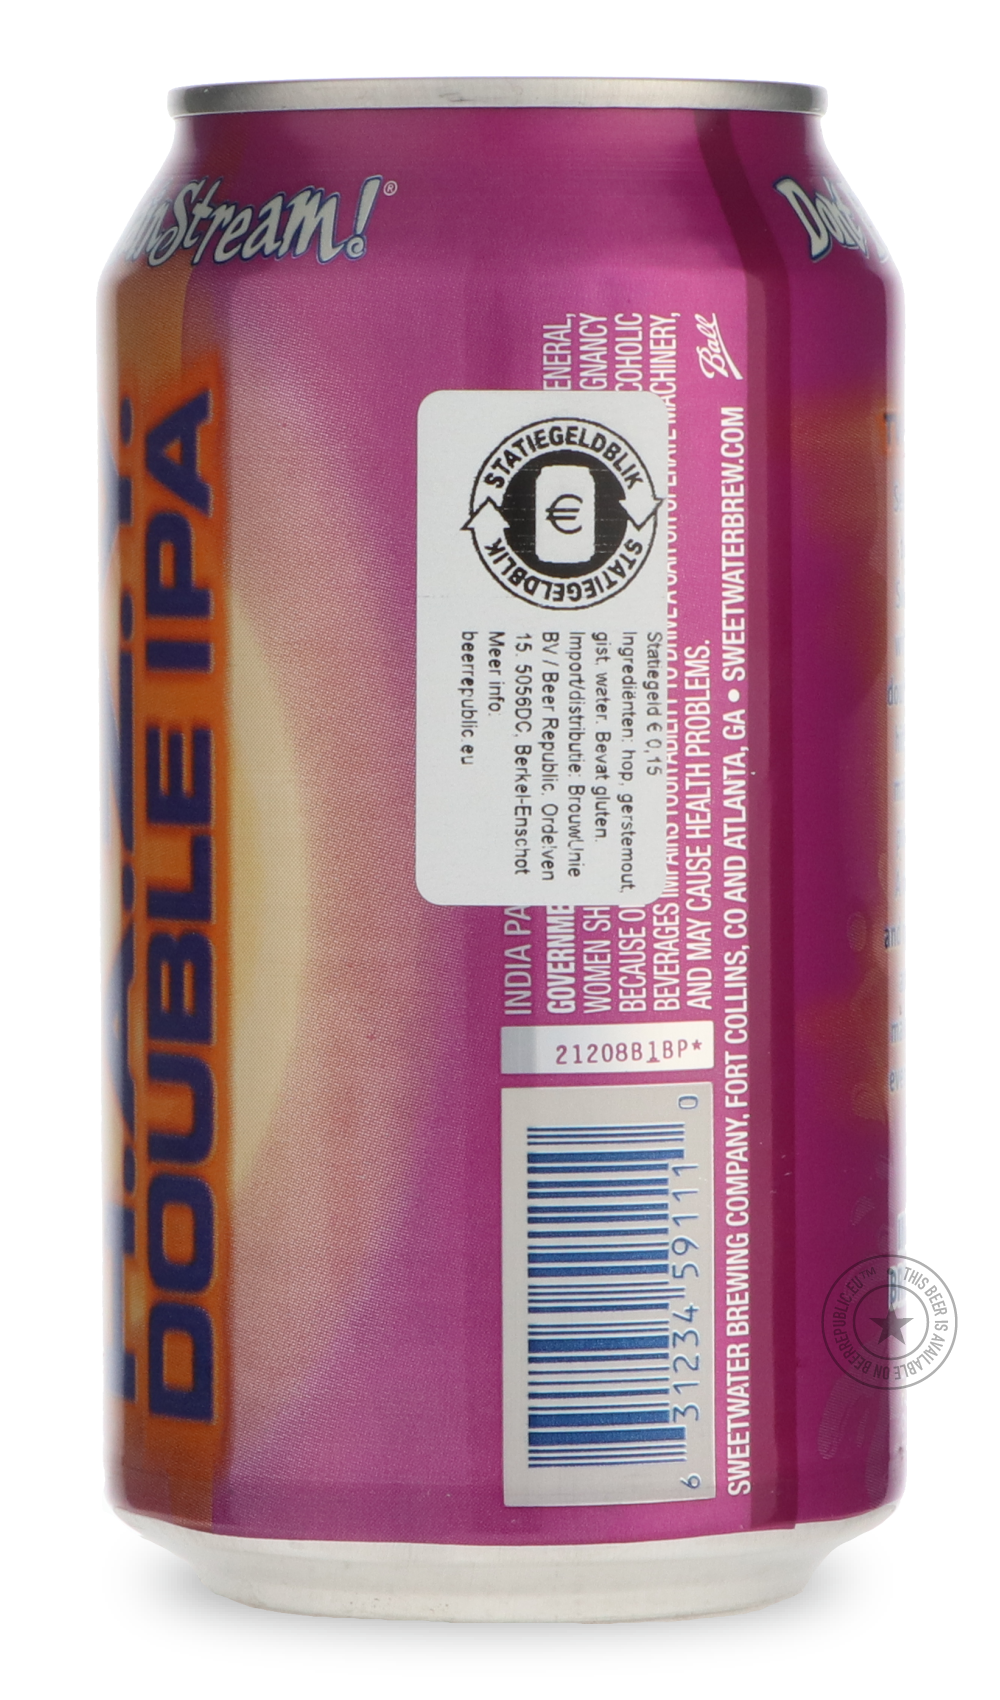 Stream!®
Don't
DOUBLE IPA
STATIEGELDBLIK
€
STATIEGELDBLIK
Statiegeld € 0,15
Ingrediënten: hop, gerstemout,
gist, water. Bevat gluten.
Import/distributie: BrouwUnie
BV / Beer Republic. Ordelven
15. 5056DC, Berkel-Enschot
Meer info:
beerrepublic.eu
INDIA PA
GOVERNME ENERAL,
WOMEN SH GNANCY
BECAUSE O COHOLIC
BEVERAGES IMPAIRS YOUR ABILITY TO DRIVE A CAR OR OPERATE MACHINERY,
AND MAY CAUSE HEALTH PROBLEMS.
Ball
SWEETWATER BREWING COMPANY, FORT COLLINS, CO AND ATLANTA, GA • SWEETWATERBREW.COM
21208B1BP*
6 31234 59111 0
THIS BEER IS AVAILABLE ON BEERREPUBLIC.EU™